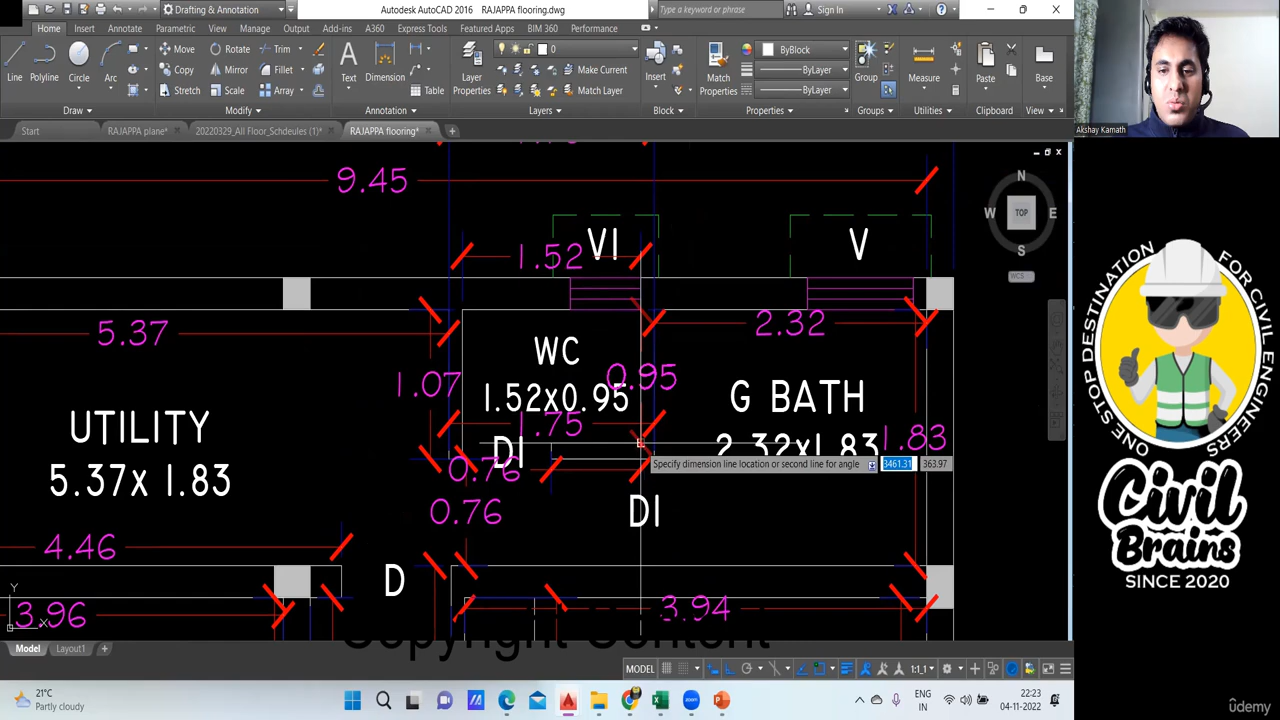 Drafting & Annotation
Autodesk AutoCAD 2016 RAJAPPA flooring.dwg
Type a keyword or phrase
Sign In
Home Insert Annotate Parametric View Manage Output Add-ins A360 Express Tools Featured Apps BIM 360 Performance
Line Polyline Circle Arc
Move Rotate Trim
Copy Mirror Fillet
Stretch Scale Array
Text Dimension Table
Layer Properties
0
Make Current
Match Layer
Insert
Match Properties
ByBlock
ByLayer
ByLayer
Group Measure Paste Base
Draw Modify Annotation Layers Block Properties Groups Utilities Clipboard View
Start RAJAPPA plane* 20220329_All Floor_Schdeules (1)* RAJAPPA flooring*
Akshay Kamath
9.45
N
W TOP E
S
WCS
VI V
1.52
5.37 2.32
WC
1.52x0.95
0.95
1.07
G BATH
2.32x1.83
1.83
1.75
DI
UTILITY
5.37x 1.83
0.76
Specify dimension line location or second line for angle 3461.31 363.97
0.76
DI
4.46
D
3.96
3.94
Y
X
Copyright Content
Model Layout1
MODEL 1:1
21°C
Partly cloudy
ENG
IN
22:23
04-11-2022
ONE STOP DESTINATION FOR CIVIL ENGINEERS
Civil
Brains
SINCE 2020
ûdemy